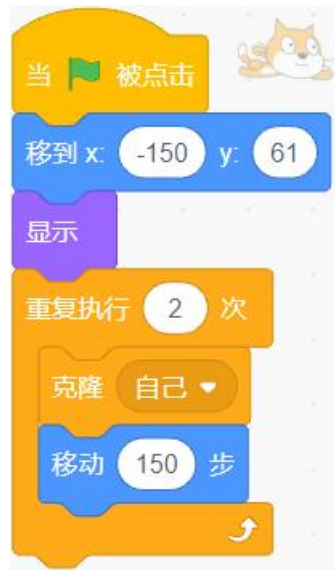 当 被点击
移到 x: -150 y: 61
显示
重复执行 2 次
克隆 自己
移动 150 步